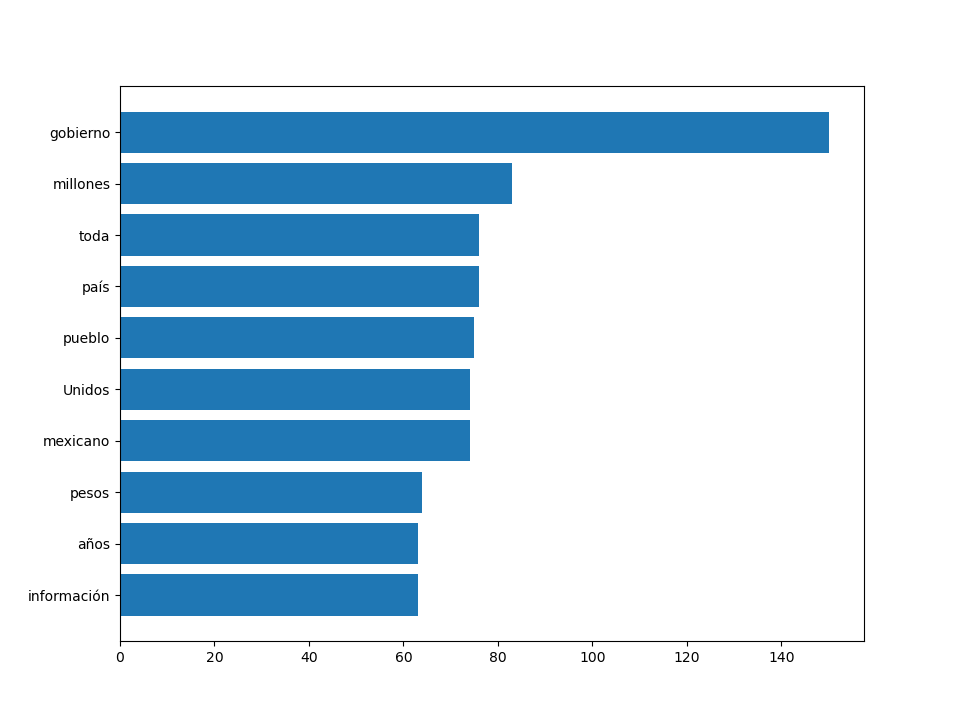 gobierno
millones
toda
país
pueblo
Unidos
mexicano
pesos
años
información
0 20 40 60 80 100 120 140